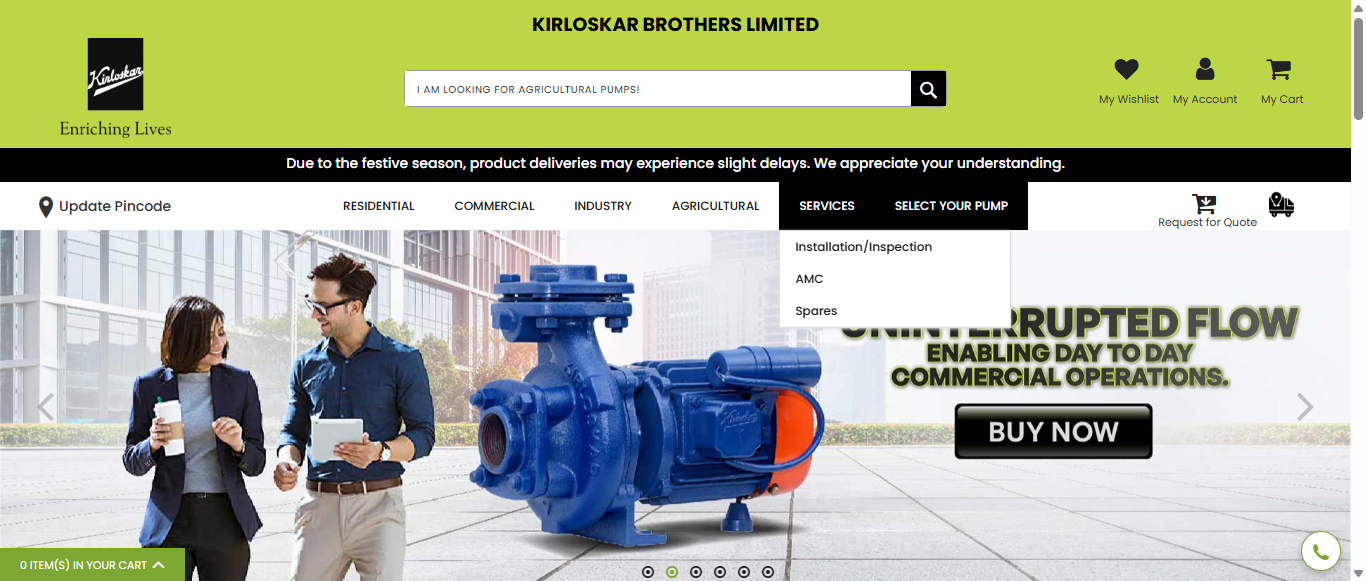 KIRLOSKAR BROTHERS LIMITED
Kirloskar
Enriching Lives
I AM LOOKING FOR AGRICULTURAL PUMPS!
My Wishlist
My Account
My Cart
Due to the festive season, product deliveries may experience slight delays. We appreciate your understanding.
Update Pincode
RESIDENTIAL
COMMERCIAL
INDUSTRY
AGRICULTURAL
SERVICES
SELECT YOUR PUMP
Request for Quote
Installation/Inspection
AMC
Spares
UNINTERRUPTED FLOW
ENABLING DAY TO DAY
COMMERCIAL OPERATIONS.
BUY NOW
Kirloskar
0 ITEM(S) IN YOUR CART